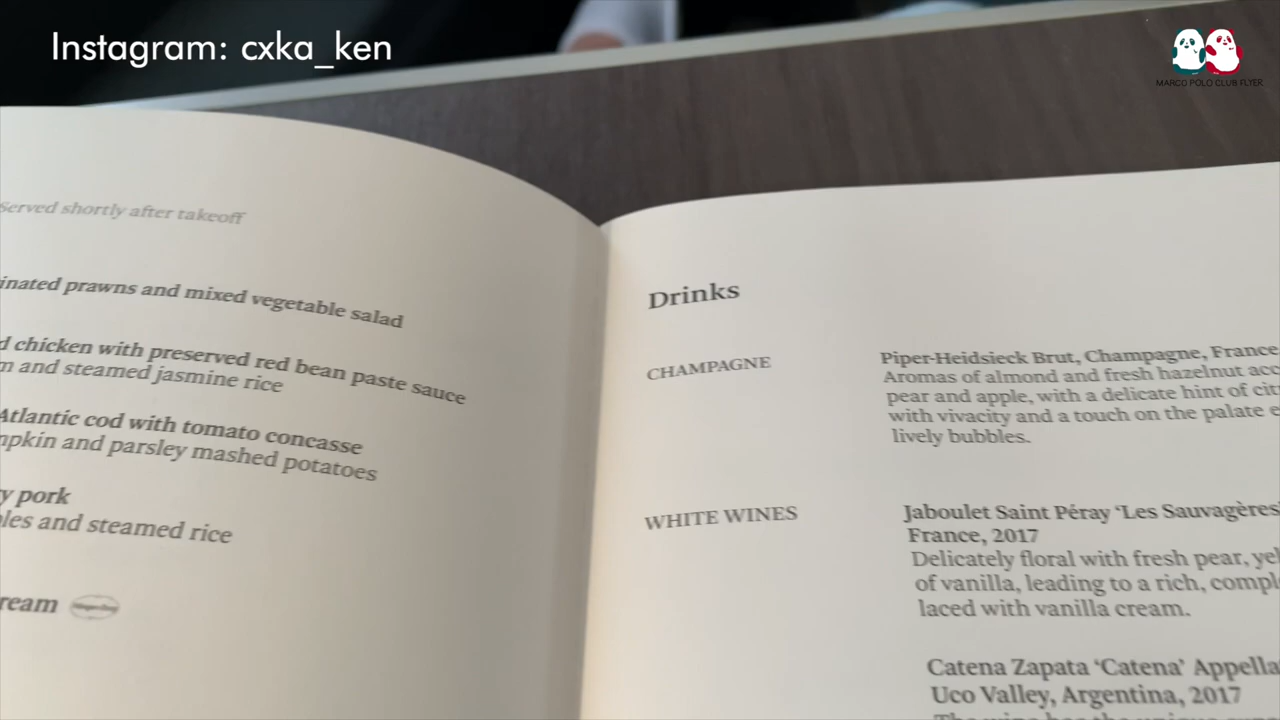 Instagram: cxka_ken
MARCO POLO CLUB FLYER
Served shortly after takeoff
inated prawns and mixed vegetable salad
d chicken with preserved red bean paste sauce
m and steamed jasmine rice
Atlantic cod with tomato concasse
mpkin and parsley mashed potatoes
y pork
les and steamed rice
ream
Drinks
CHAMPAGNE
Piper-Heidsieck Brut, Champagne, France
Aromas of almond and fresh hazelnut acc
pear and apple, with a delicate hint of cit
with vivacity and a touch on the palate e
lively bubbles.
WHITE WINES
Jaboulet Saint Péray ‘Les Sauvagères
France, 2017
Delicately floral with fresh pear, yel
of vanilla, leading to a rich, compl
laced with vanilla cream.
Catena Zapata ‘Catena’ Appella
Uco Valley, Argentina, 2017